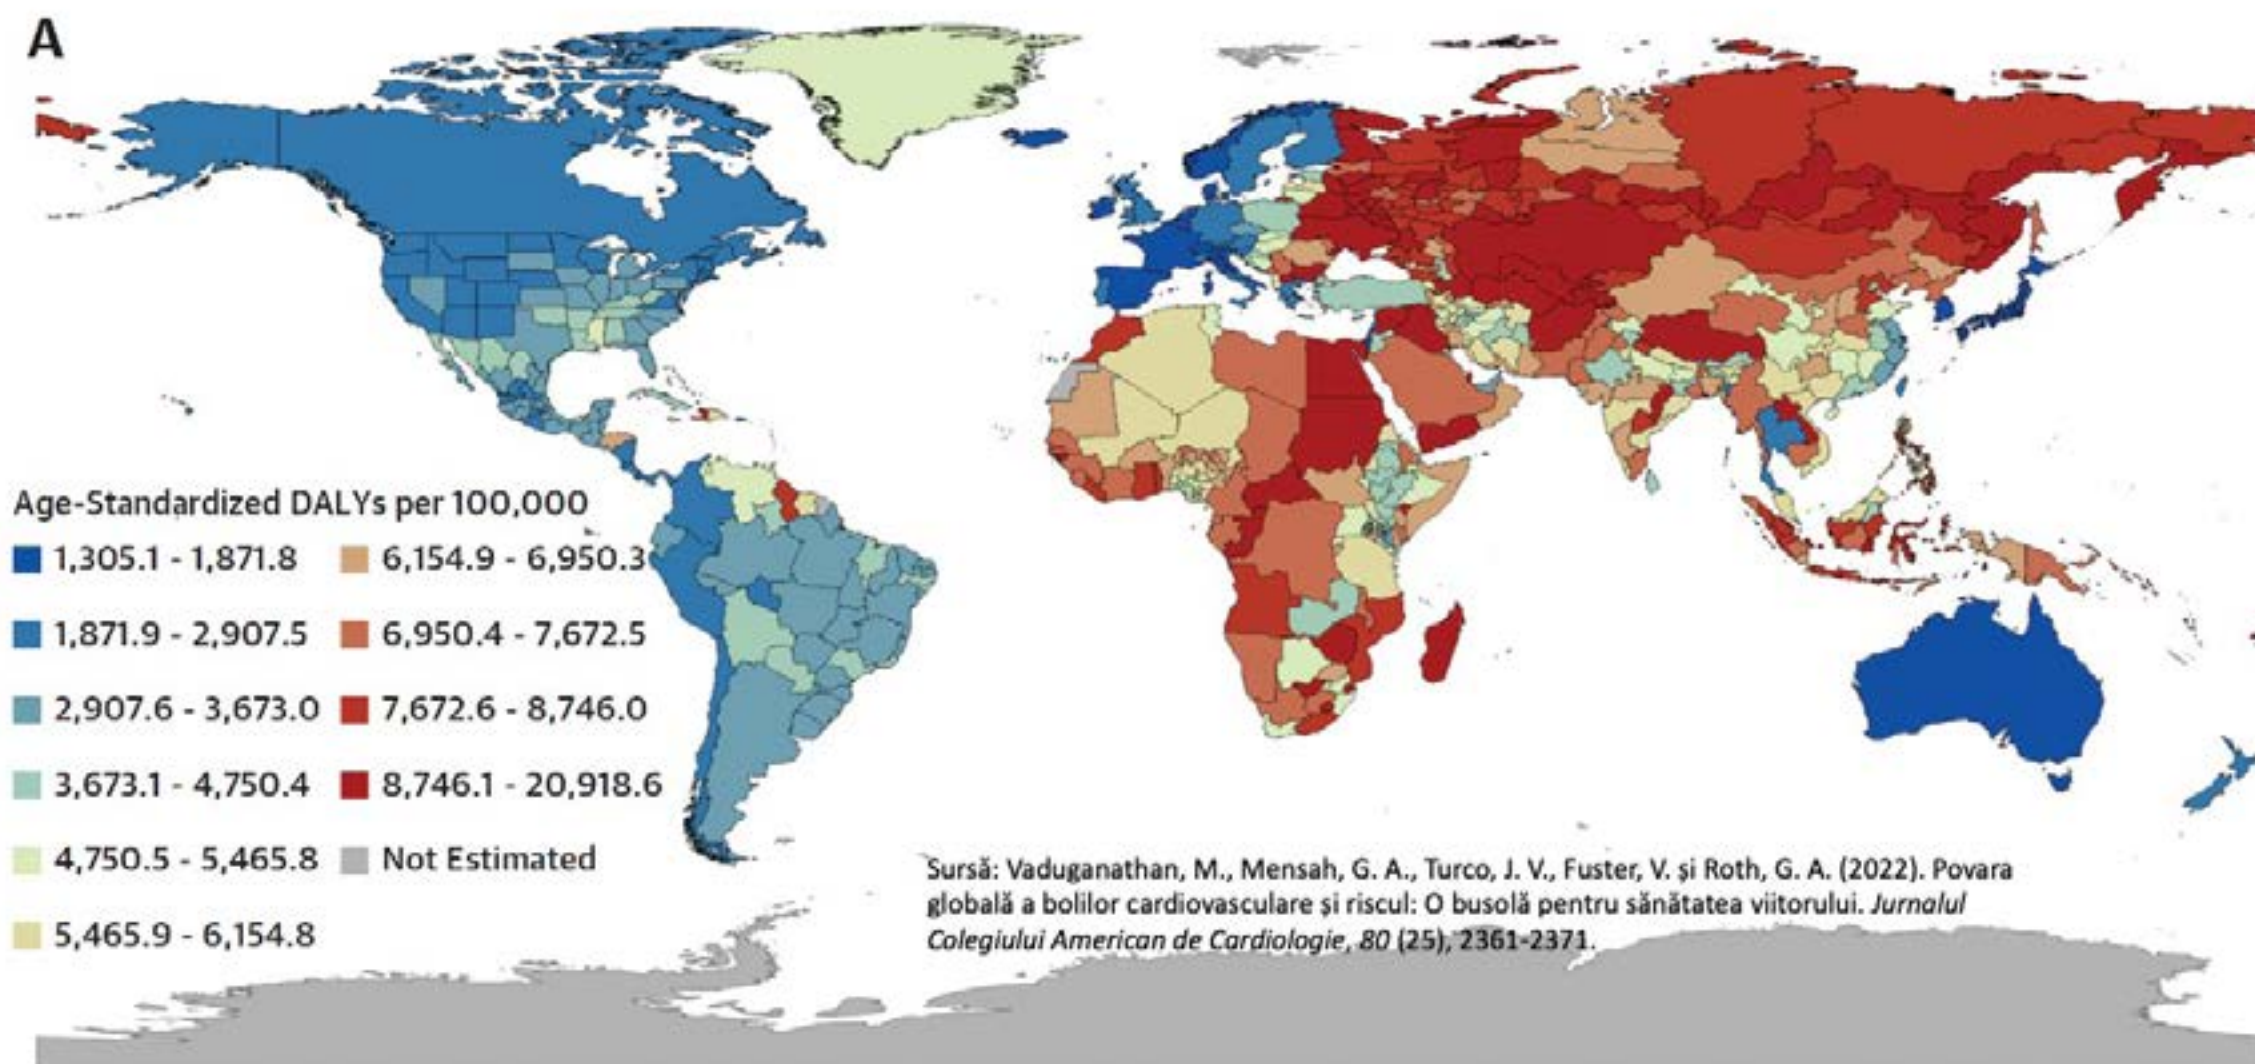 A
Age-Standardized DALYs per 100,000
1,305.1 - 1,871.8
1,871.9 - 2,907.5
2,907.6 - 3,673.0
3,673.1 - 4,750.4
4,750.5 - 5,465.8
5,465.9 - 6,154.8
6,154.9 - 6,950.3
6,950.4 - 7,672.5
7,672.6 - 8,746.0
8,746.1 - 20,918.6
Not Estimated
Sursă: Vaduganathan, M., Mensah, G. A., Turco, J. V., Fuster, V. și Roth, G. A. (2022). Povara
globală a bolilor cardiovasculare și riscul: O busolă pentru sănătatea viitorului. Jurnalul
Colegiului American de Cardiologie, 80 (25), 2361-2371.